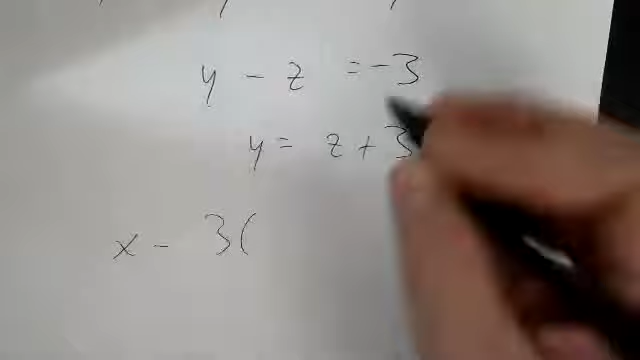 y - z = -3
y = z + 3
x - 3(